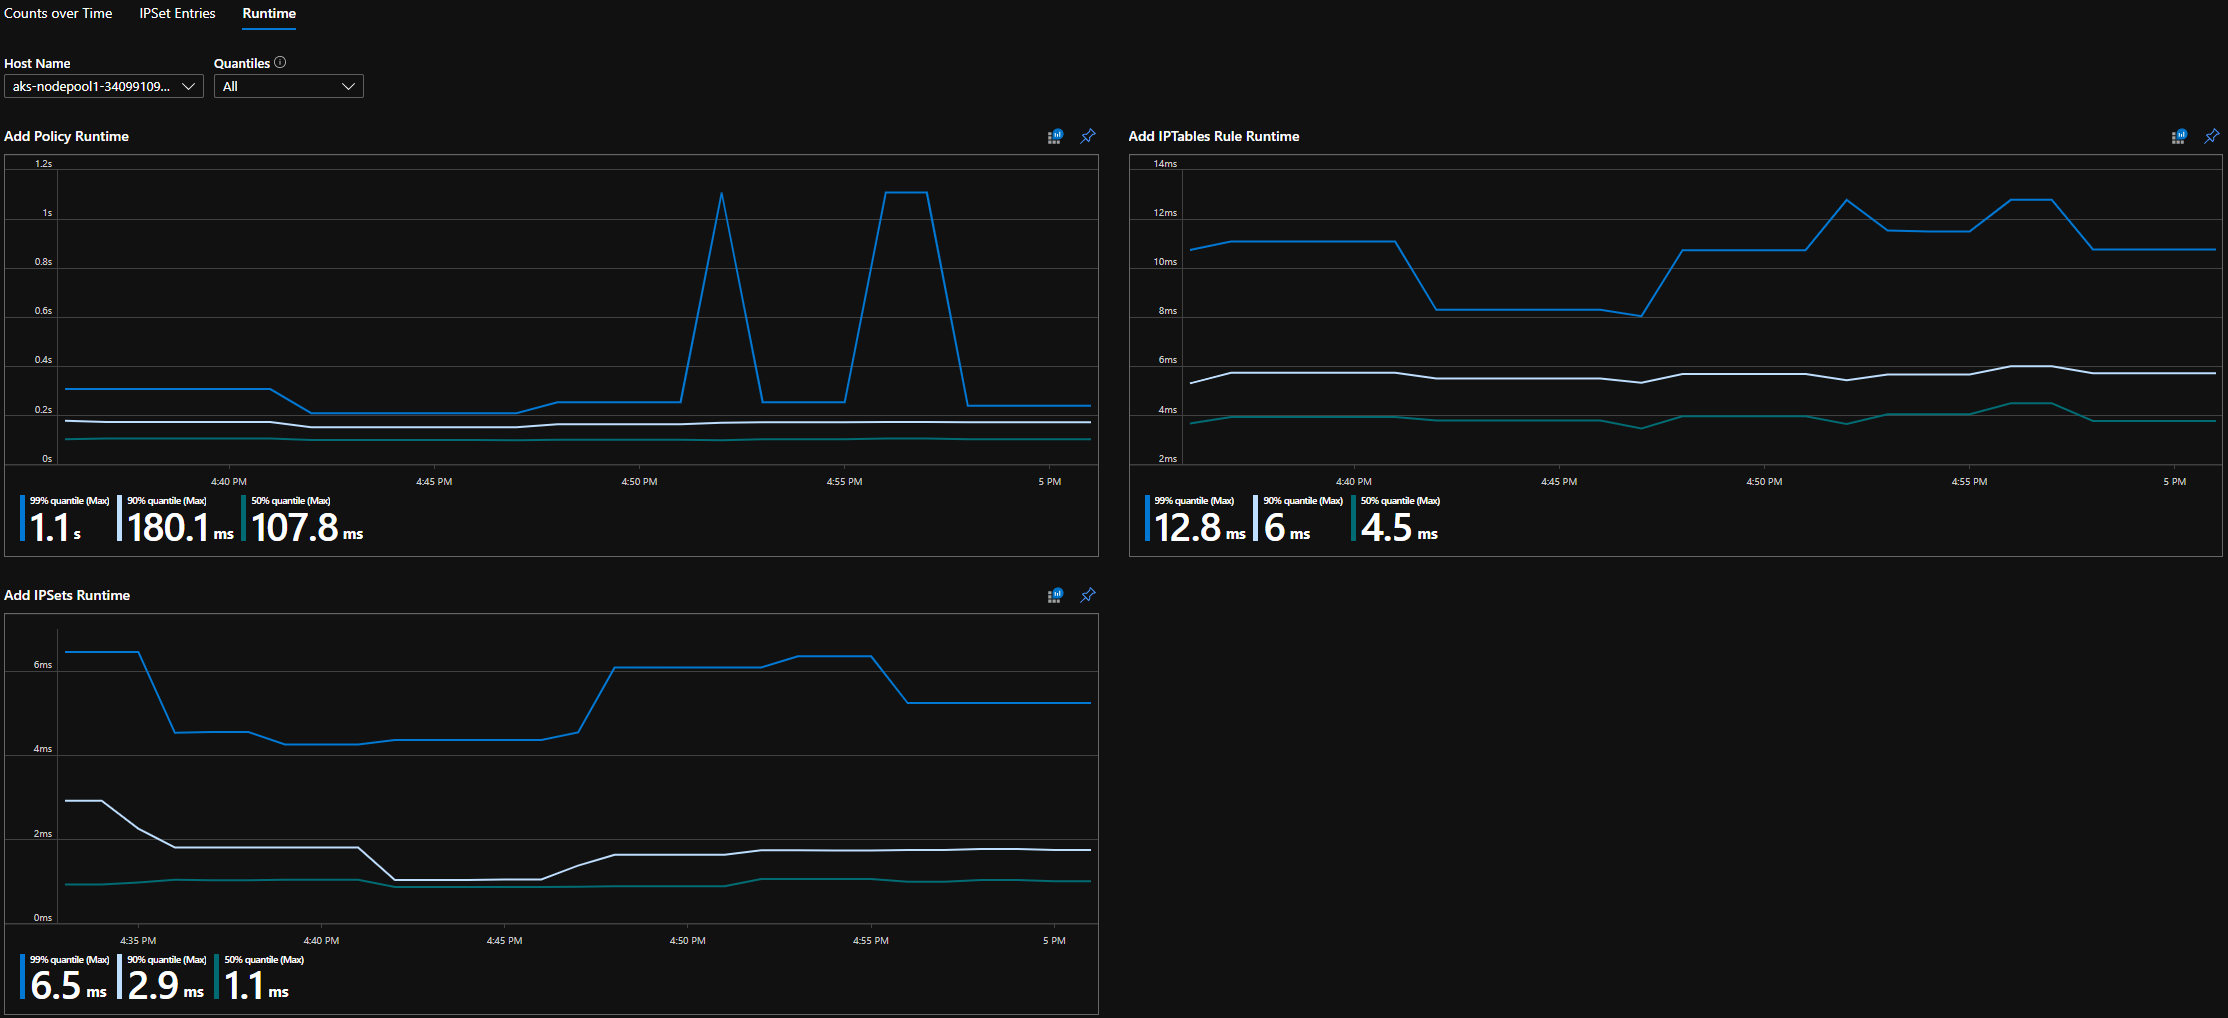 Counts over Time IPSet Entries Runtime
Host Name Quantiles
aks-nodepool1-34099109... All
Add Policy Runtime
1.2s
1s
0.8s
0.6s
0.4s
0.2s
0s
4:40 PM 4:45 PM 4:50 PM 4:55 PM 5 PM
99% quantile (Max) 90% quantile (Max) 50% quantile (Max)
1.1 s 180.1 ms 107.8 ms
Add IPTables Rule Runtime
14ms
12ms
10ms
8ms
6ms
4ms
2ms
4:40 PM 4:45 PM 4:50 PM 4:55 PM 5 PM
99% quantile (Max) 90% quantile (Max) 50% quantile (Max)
12.8 ms 6 ms 4.5 ms
Add IPSets Runtime
6ms
4ms
2ms
0ms
4:35 PM 4:40 PM 4:45 PM 4:50 PM 4:55 PM 5 PM
99% quantile (Max) 90% quantile (Max) 50% quantile (Max)
6.5 ms 2.9 ms 1.1 ms